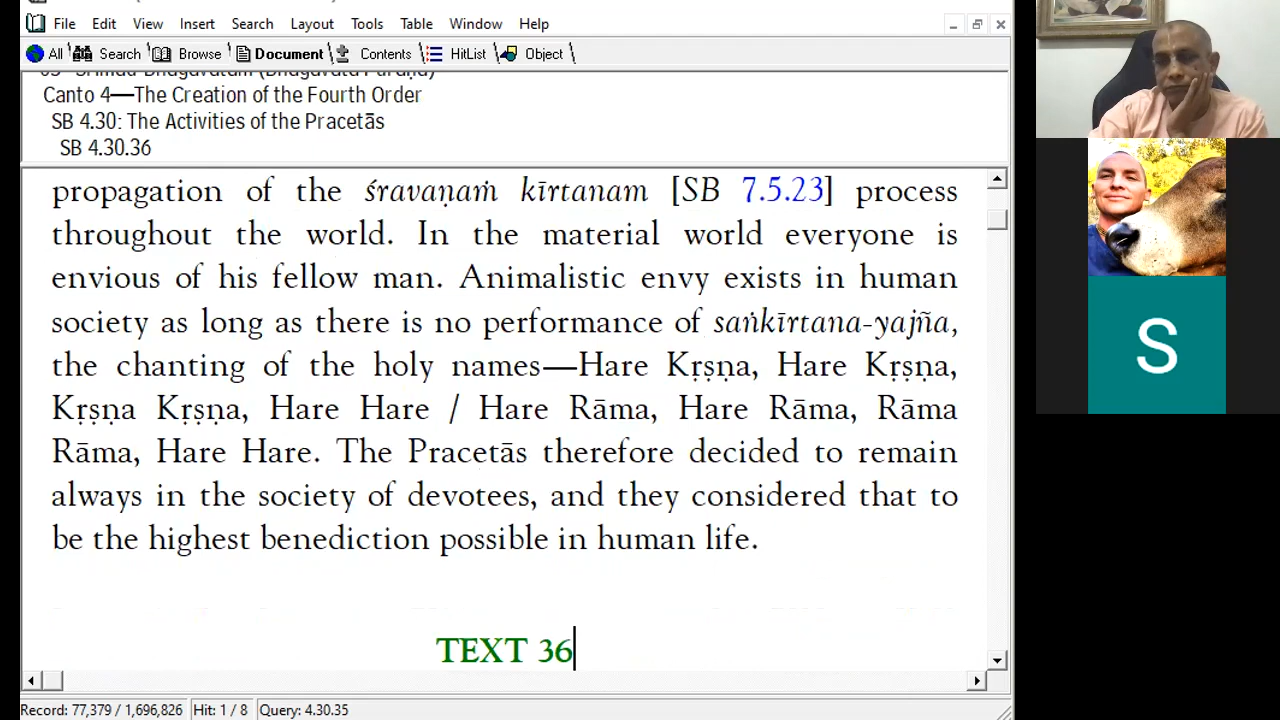 File Edit View Insert Search Layout Tools Table Window Help
All Search Browse Document Contents HitList Object
03 Śrīmad-Bhāgavatam (Bhāgavata Purāṇa)
Canto 4—The Creation of the Fourth Order
SB 4.30: The Activities of the Pracetās
SB 4.30.36
propagation of the śravaṇaṁ kīrtanam [SB 7.5.23] process
throughout the world. In the material world everyone is
envious of his fellow man. Animalistic envy exists in human
society as long as there is no performance of saṅkīrtana-yajña,
the chanting of the holy names—Hare Kṛṣṇa, Hare Kṛṣṇa,
Kṛṣṇa Kṛṣṇa, Hare Hare / Hare Rāma, Hare Rāma, Rāma
Rāma, Hare Hare. The Pracetās therefore decided to remain
always in the society of devotees, and they considered that to
be the highest benediction possible in human life.
TEXT 36
Record: 77,379 / 1,696,826 Hit: 1 / 8 Query: 4.30.35
S